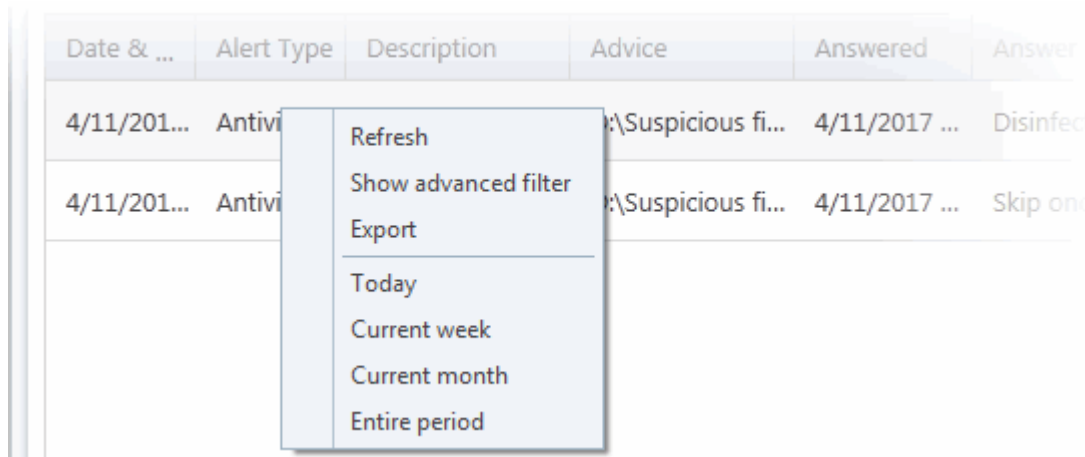 Date & ... Alert Type Description Advice Answered Answer
4/11/201... Antivi :\Suspicious fi... 4/11/2017 ... Disinfec
Refresh
Show advanced filter
4/11/201... Antivi :\Suspicious fi... 4/11/2017 ... Skip onc
Export
Today
Current week
Current month
Entire period